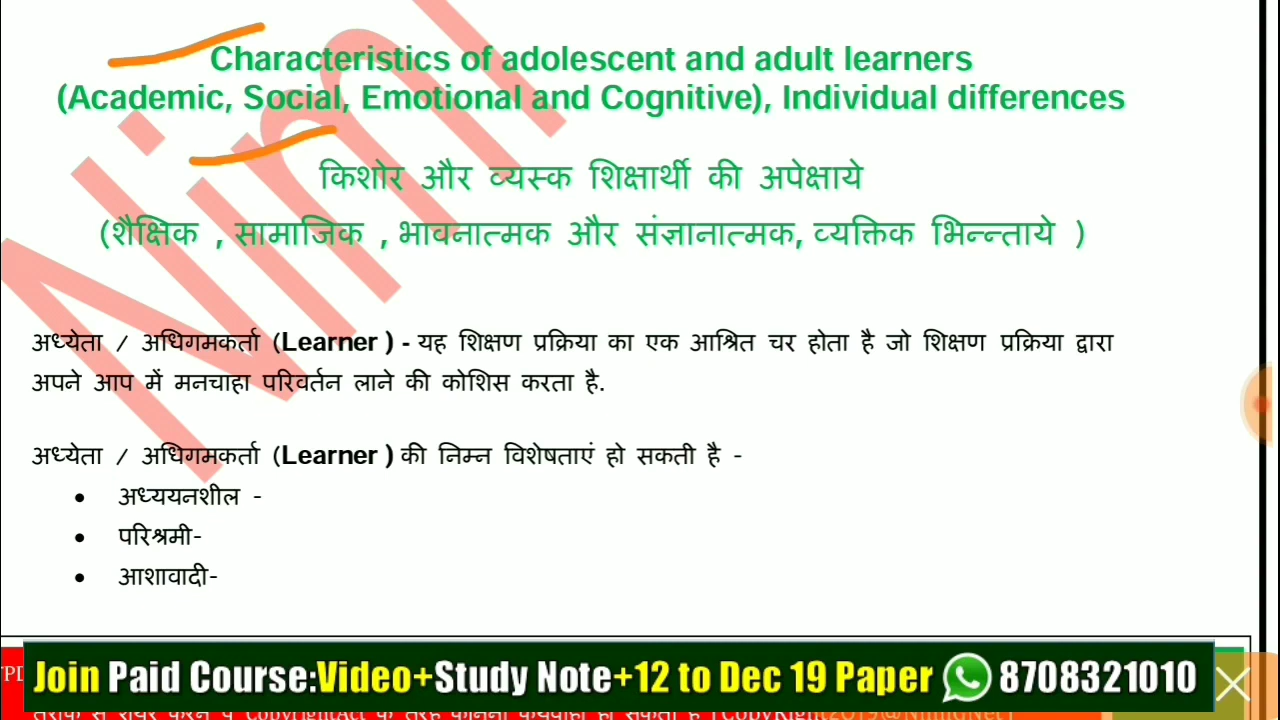 Characteristics of adolescent and adult learners
(Academic, Social, Emotional and Cognitive), Individual differences
किशोर और व्यस्क शिक्षार्थी की अपेक्षाये
(शैक्षिक , सामाजिक , भावनात्मक और संज्ञानात्मक, व्यक्तिक भिन्न्ताये )
अध्येता / अधिगमकर्ता (Learner ) - यह शिक्षण प्रक्रिया का एक आश्रित चर होता है जो शिक्षण प्रक्रिया द्वारा
अपने आप में मनचाहा परिवर्तन लाने की कोशिस करता है.
अध्येता / अधिगमकर्ता (Learner ) की निम्न विशेषताएं हो सकती है -
• अध्ययनशील -
• परिश्रमी-
• आशावादी-
Join Paid Course:Video+Study Note+12 to Dec 19 Paper 8708321010